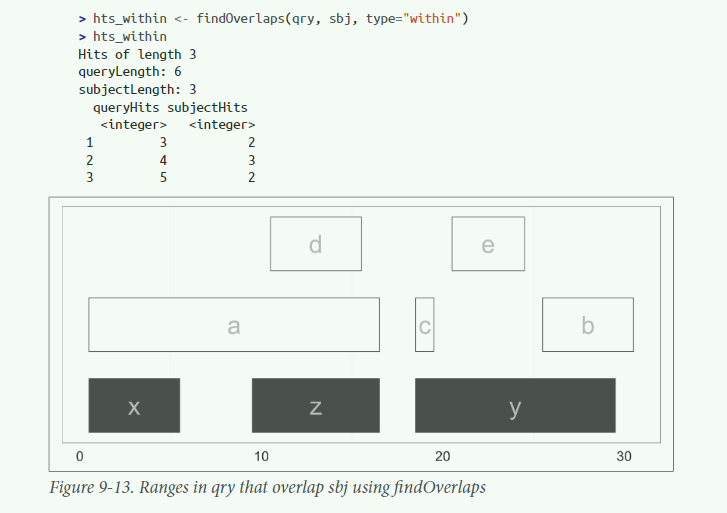 > hts_within <- findOverlaps(qry, sbj, type="within")
> hts_within
Hits of length 3
queryLength: 6
subjectLength: 3
queryHits subjectHits
<integer> <integer>
1 3 2
2 4 3
3 5 2
d e
a c b
x z y
0 10 20 30
Figure 9-13. Ranges in qry that overlap sbj using findOverlaps